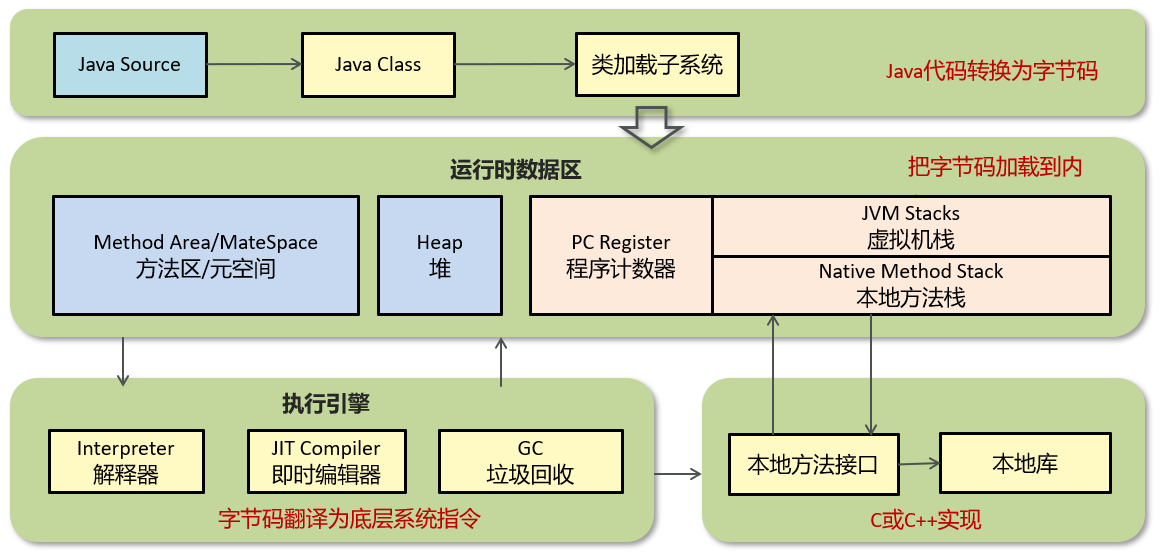 Java Source
Java Class
类加载子系统
Java代码转换为字节码
运行时数据区
把字节码加载到内
Method Area/MateSpace
方法区/元空间
Heap
堆
PC Register
程序计数器
JVM Stacks
虚拟机栈
Native Method Stack
本地方法栈
执行引擎
Interpreter
解释器
JIT Compiler
即时编辑器
GC
垃圾回收
字节码翻译为底层系统指令
本地方法接口
本地库
C或C++实现